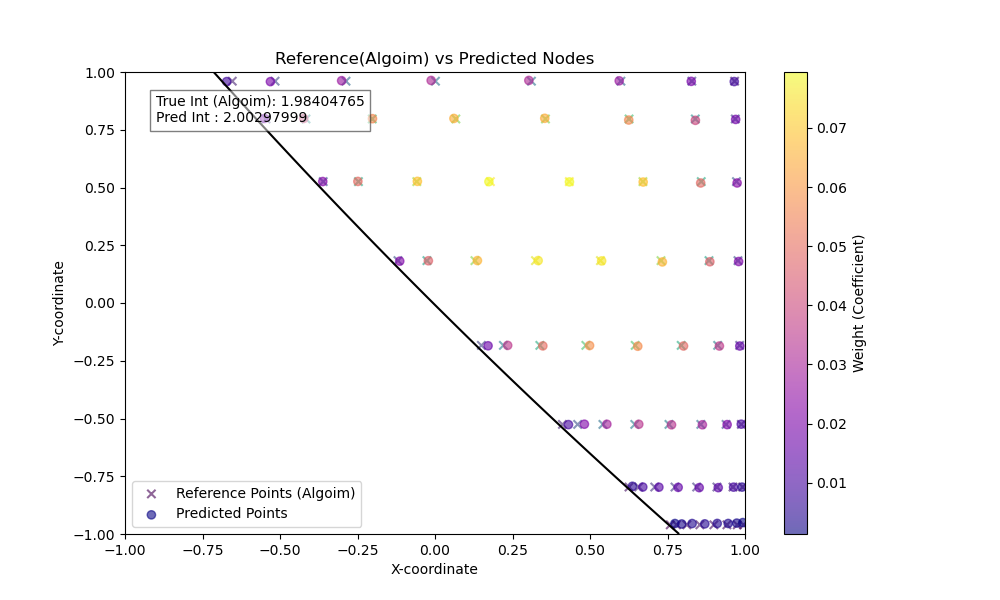 Reference(Algoim) vs Predicted Nodes
True Int (Algoim): 1.98404765
Pred Int : 2.00297999
1.00
0.75
0.50
0.25
0.00
−0.25
−0.50
−0.75
−1.00
Y-coordinate
Reference Points (Algoim)
Predicted Points
−1.00 −0.75 −0.50 −0.25 0.00 0.25 0.50 0.75 1.00
X-coordinate
0.07
0.06
0.05
0.04
0.03
0.02
0.01
Weight (Coefficient)